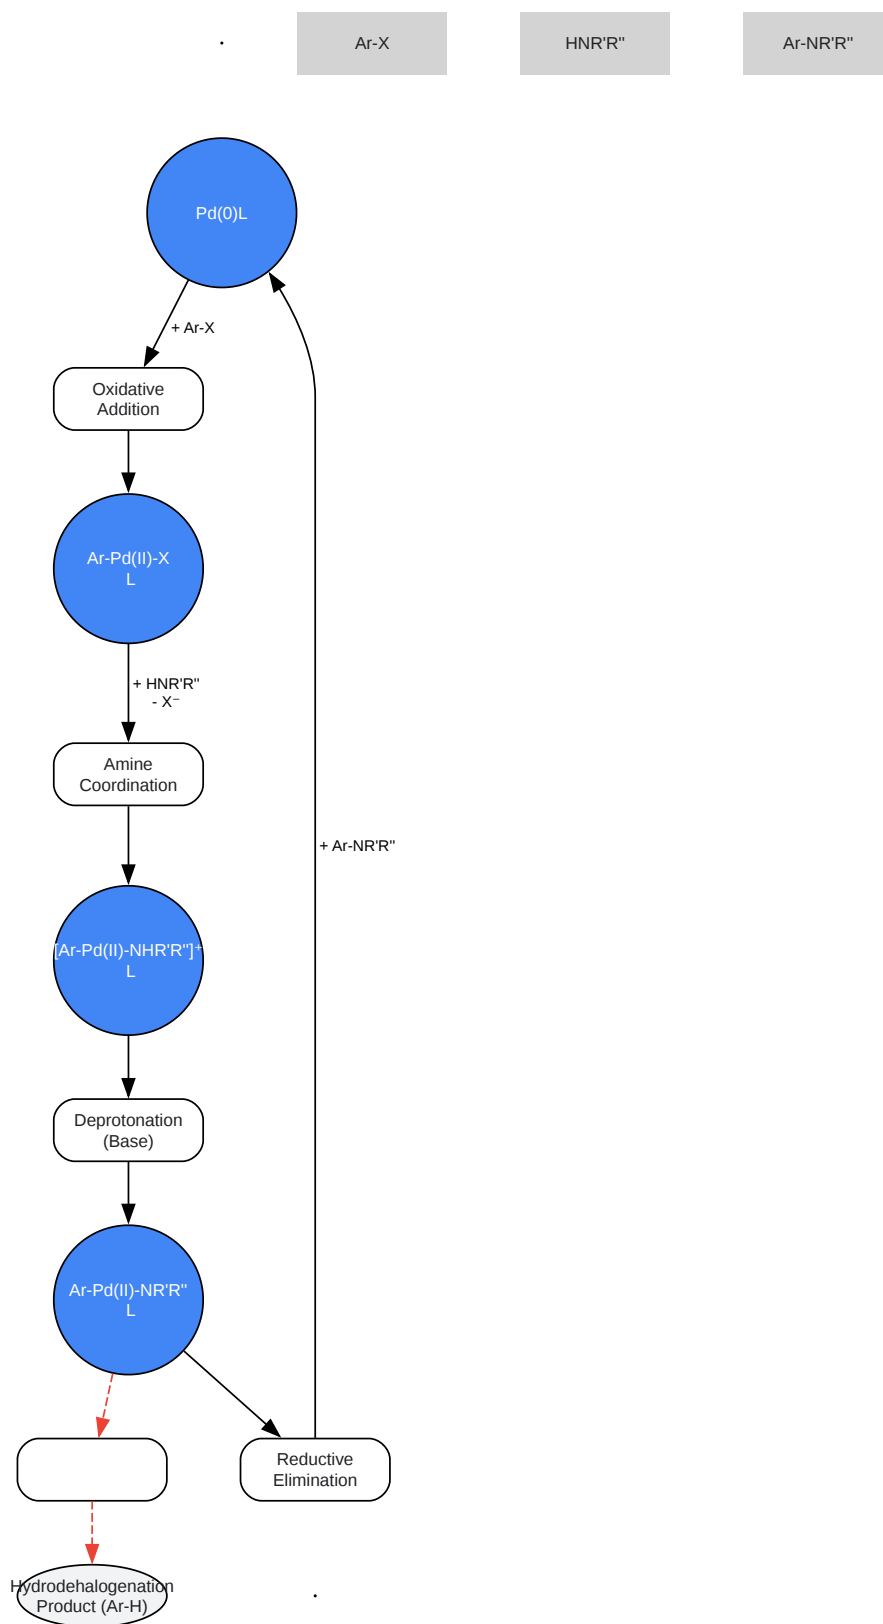 Ar-X
HNR'R"
Ar-NR'R"
Pd(0)L
+ Ar-X
Oxidative
Addition
Ar-Pd(II)-X
L
+ HNR'R"
- X⁻
Amine
Coordination
+ Ar-NR'R"
[Ar-Pd(II)-NHR'R"]⁺
L
Deprotonation
(Base)
Ar-Pd(II)-NR'R"
L
Reductive
Elimination
Hydrodehalogenation
Product (Ar-H)